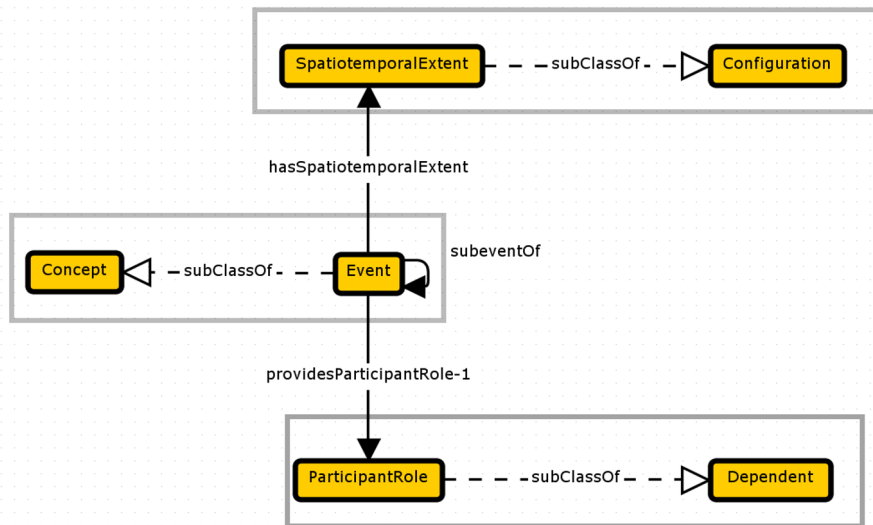 SpatiotemporalExtent
subClassOf
Configuration
hasSpatiotemporalExtent
Concept
subClassOf
Event
subeventOf
providesParticipantRole-1
ParticipantRole
subClassOf
Dependent